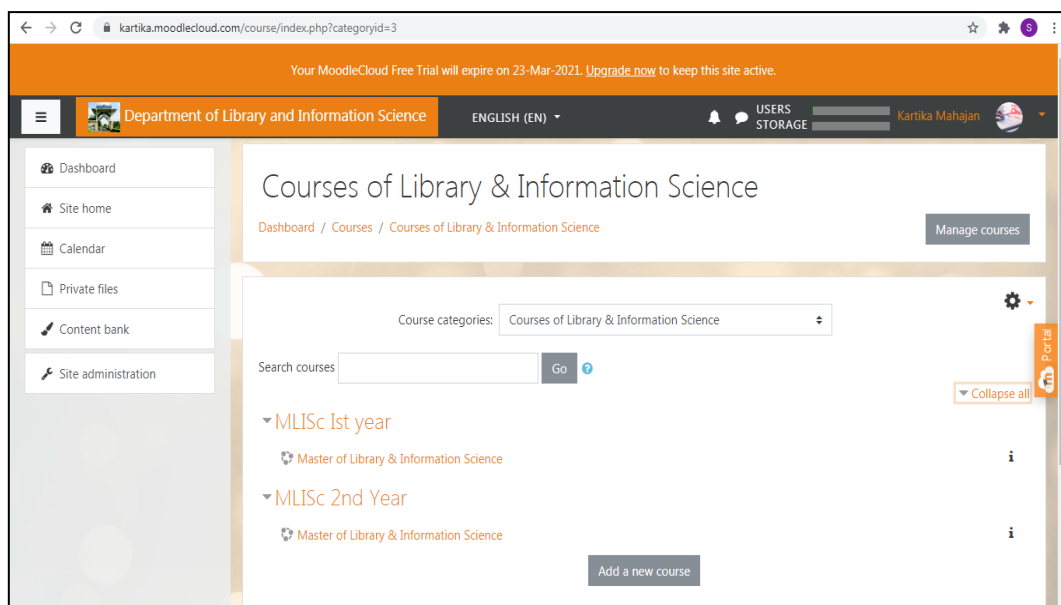 kartika.moodlecloud.com/course/index.php?categoryid=3
S
Your MoodleCloud Free Trial will expire on 23-Mar-2021. Upgrade now to keep this site active.
Department of Library and Information Science
ENGLISH (EN)
USERS
STORAGE
Kartika Mahajan
Dashboard
Site home
Calendar
Private files
Content bank
Site administration
Courses of Library & Information Science
Dashboard / Courses / Courses of Library & Information Science
Manage courses
Course categories: Courses of Library & Information Science
Search courses Go ?
m Portal
Collapse all
MLISc Ist year
Master of Library & Information Science i
MLISc 2nd Year
Master of Library & Information Science i
Add a new course